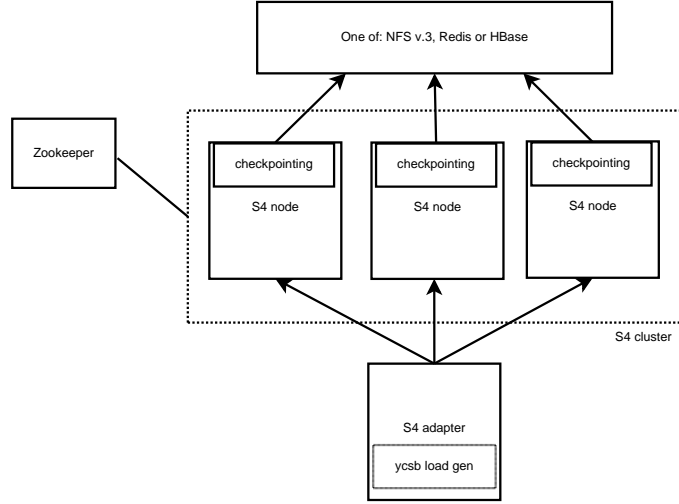 One of: NFS v.3, Redis or HBase
Zookeeper
checkpointing
checkpointing
checkpointing
S4 node
S4 node
S4 node
S4 cluster
S4 adapter
ycsb load gen